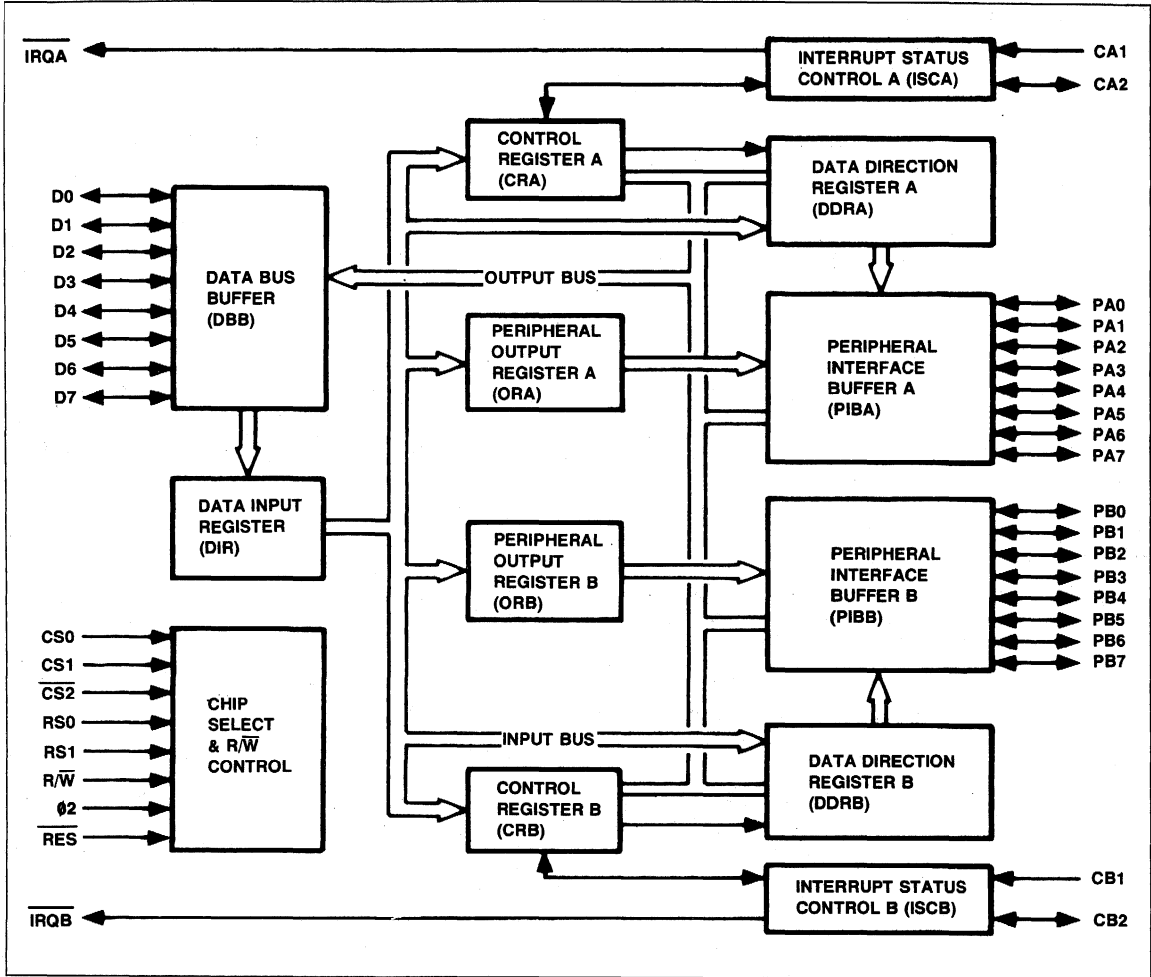 IRQA
INTERRUPT STATUS
CONTROL A (ISCA)
CA1
CA2
CONTROL
REGISTER A
(CRA)
DATA DIRECTION
REGISTER A
(DDRA)
D0
D1
D2
D3
D4
D5
D6
D7
DATA BUS
BUFFER
(DBB)
OUTPUT BUS
PERIPHERAL
OUTPUT
REGISTER A
(ORA)
PERIPHERAL
INTERFACE
BUFFER A
(PIBA)
PA0
PA1
PA2
PA3
PA4
PA5
PA6
PA7
DATA INPUT
REGISTER
(DIR)
PERIPHERAL
OUTPUT
REGISTER B
(ORB)
PERIPHERAL
INTERFACE
BUFFER B
(PIBB)
PB0
PB1
PB2
PB3
PB4
PB5
PB6
PB7
CS0
CS1
CS2
RS0
RS1
R/W
ϕ2
RES
CHIP
SELECT
& R/W
CONTROL
INPUT BUS
CONTROL
REGISTER B
(CRB)
DATA DIRECTION
REGISTER B
(DDRB)
INTERRUPT STATUS
CONTROL B (ISCB)
CB1
CB2
IRQB